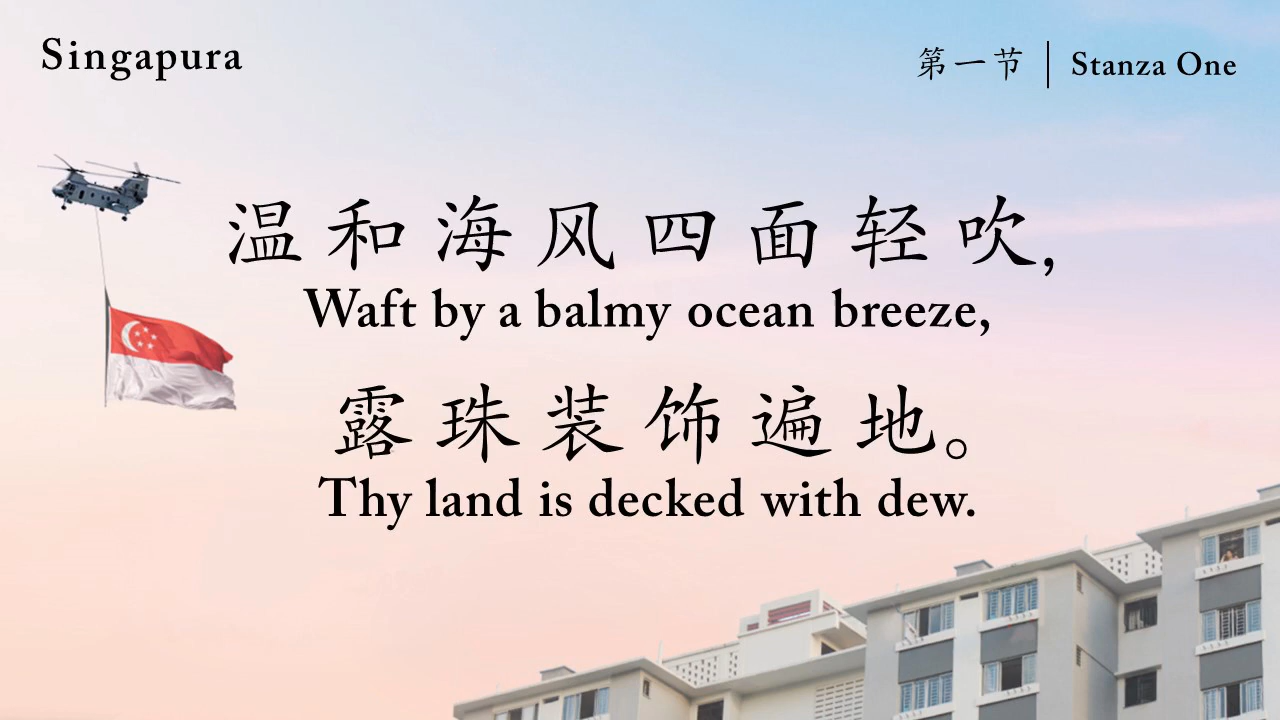 Singapura
第一节 | Stanza One
温和海风四面轻吹,
Waft by a balmy ocean breeze,
露珠装饰遍地。
Thy land is decked with dew.